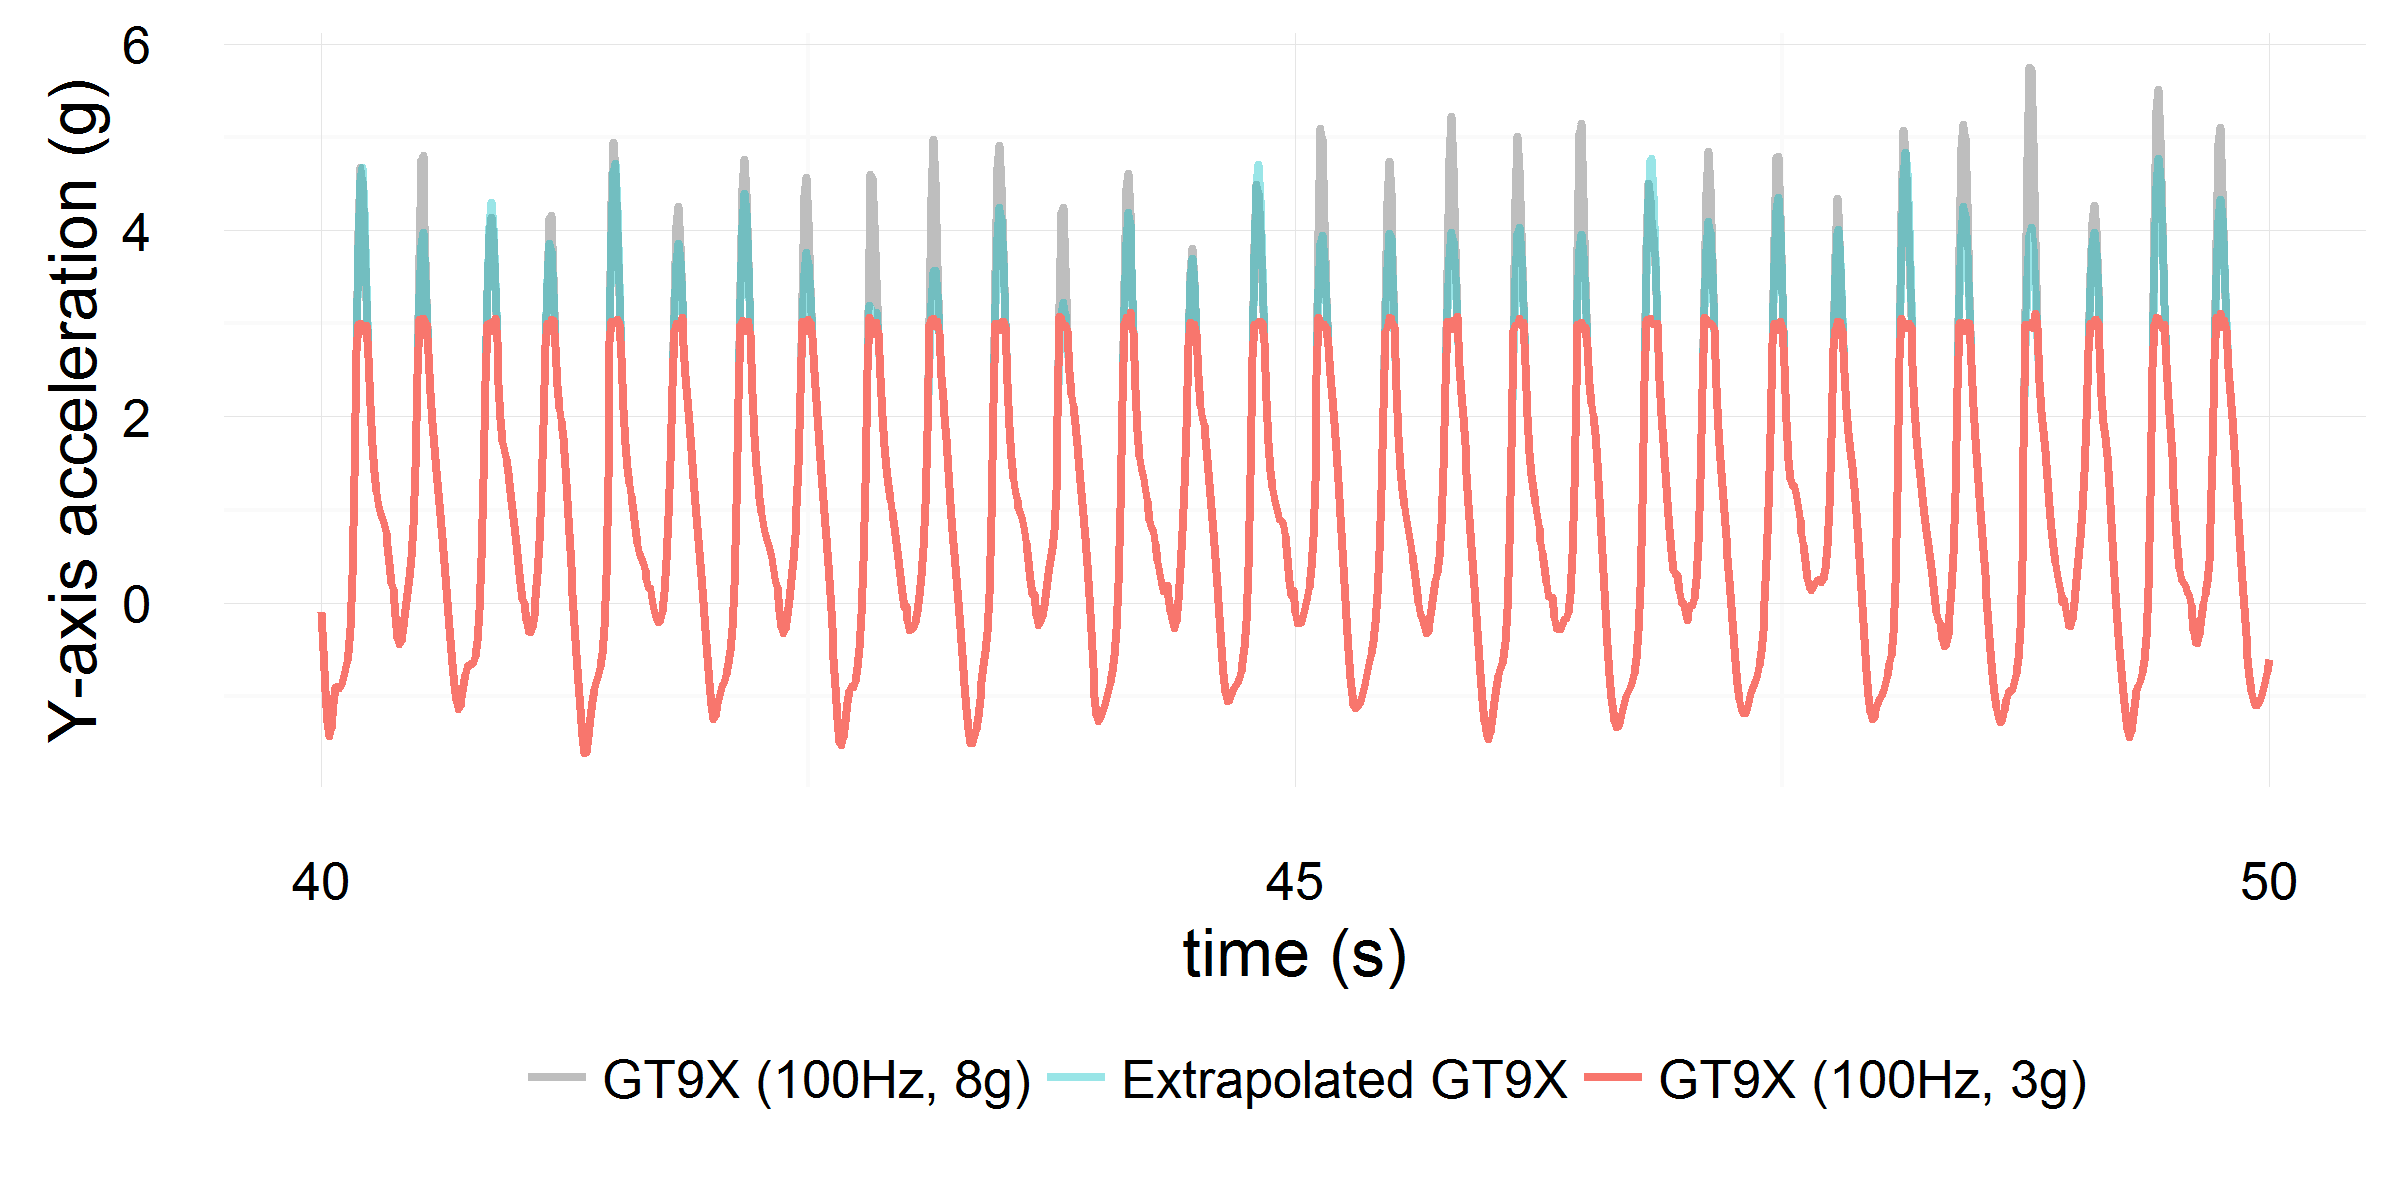 Y-axis acceleration (g)
6
4
2
0
40 45 50
time (s)
GT9X (100Hz, 8g) Extrapolated GT9X GT9X (100Hz, 3g)